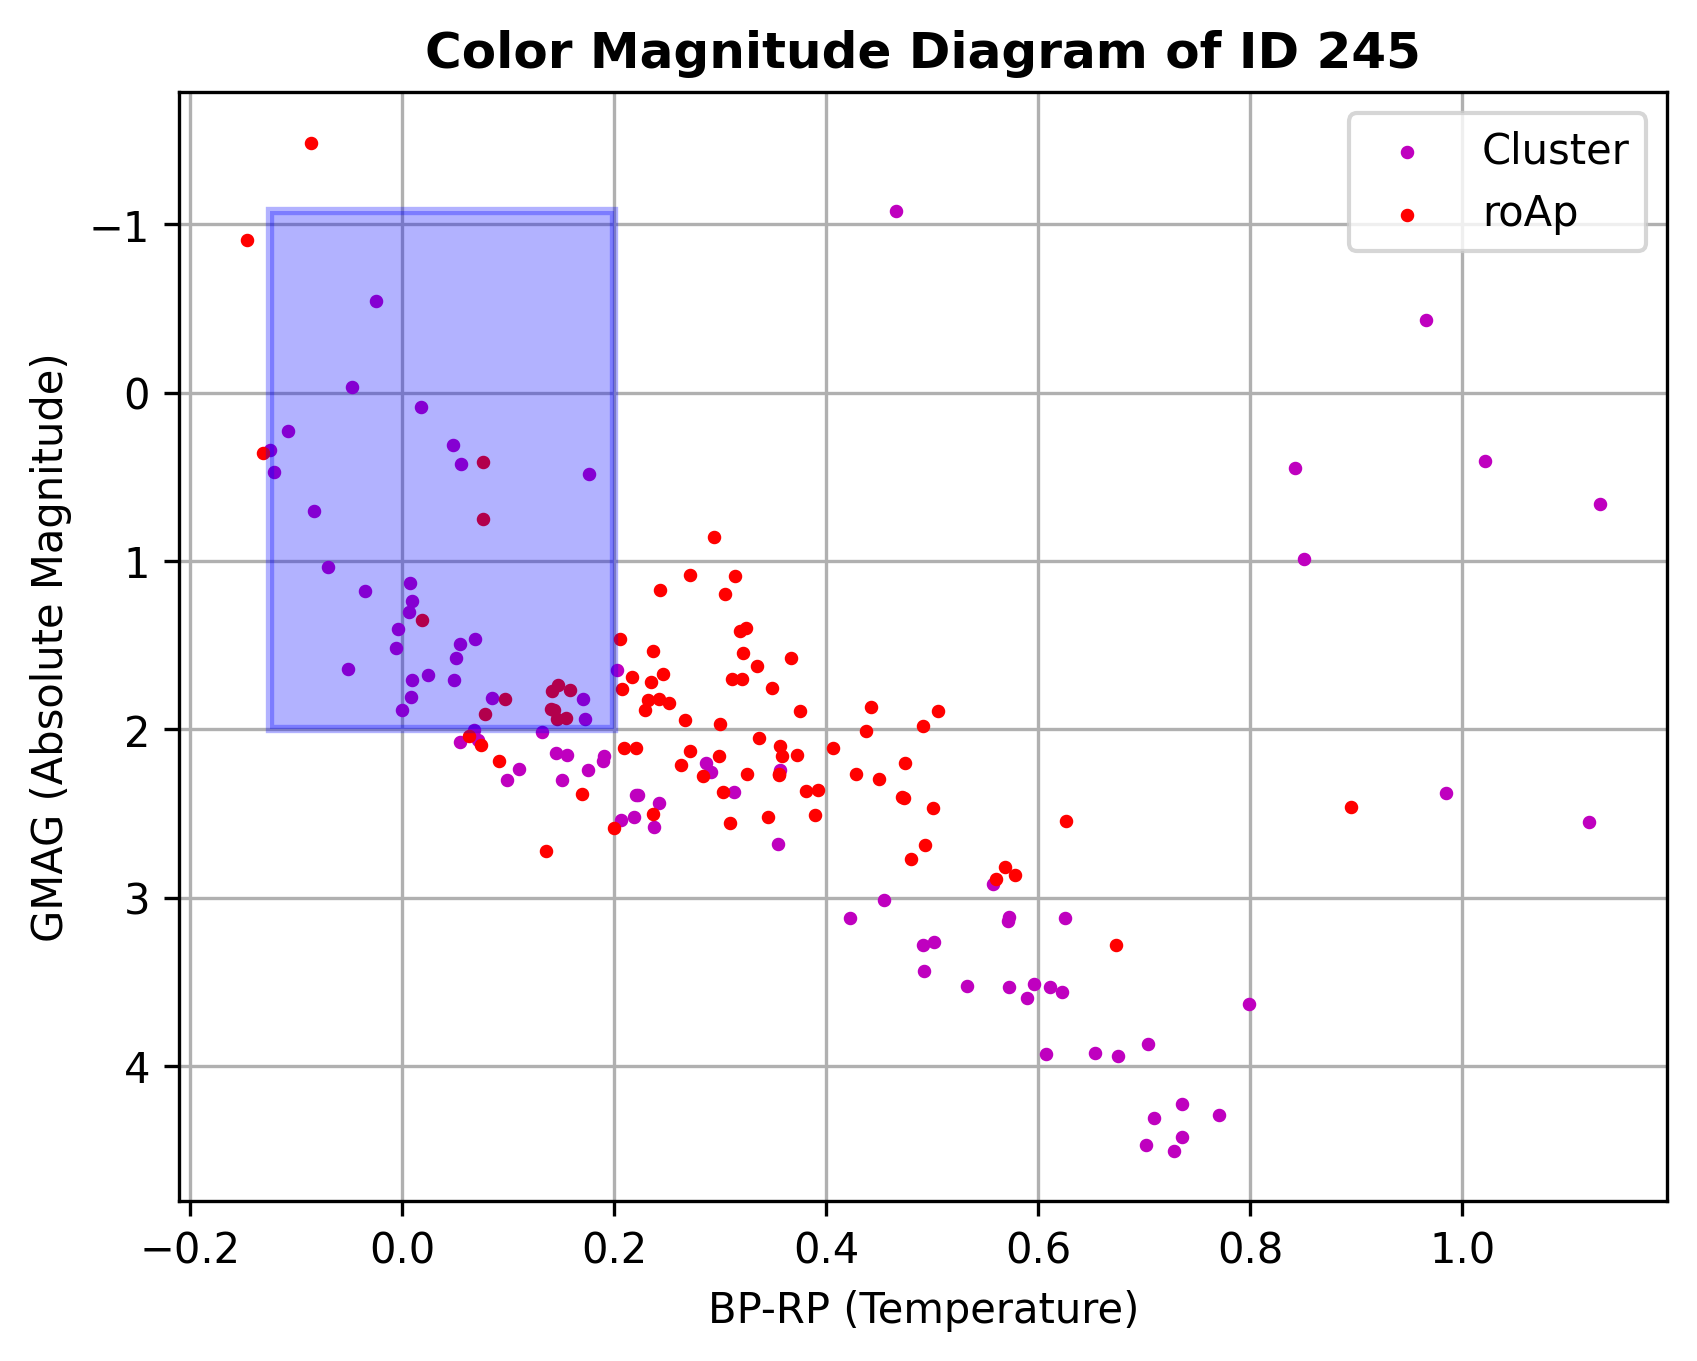 Color Magnitude Diagram of ID 245
Cluster
roAp
GMAG (Absolute Magnitude)
−1
0
1
2
3
4
−0.2 0.0 0.2 0.4 0.6 0.8 1.0
BP-RP (Temperature)